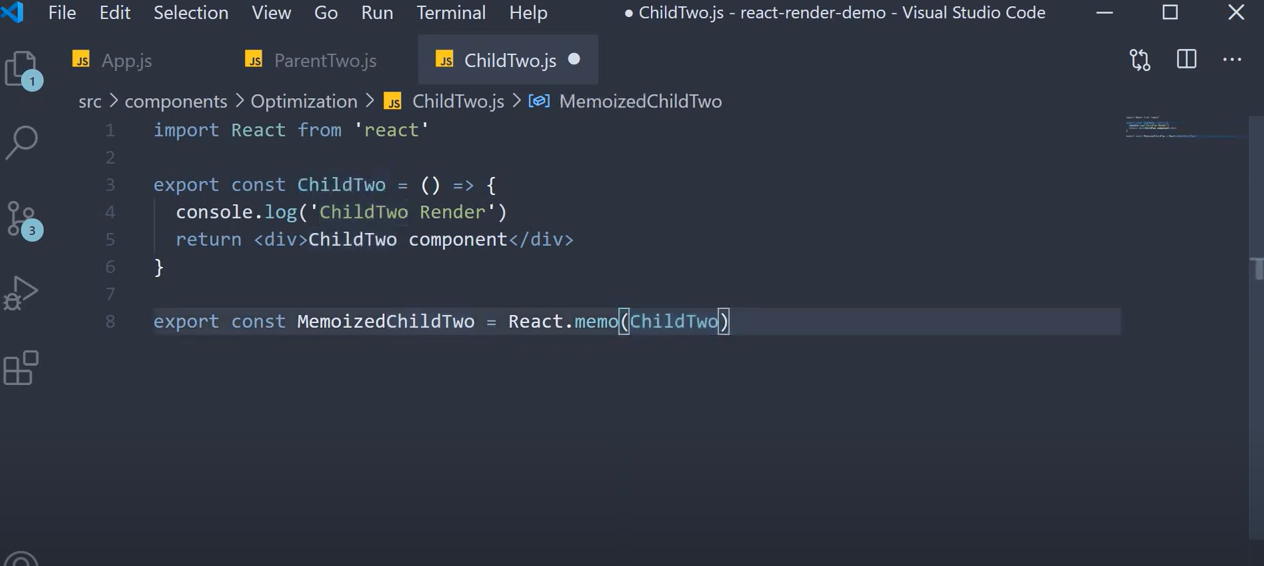 File Edit Selection View Go Run Terminal Help ● ChildTwo.js - react-render-demo - Visual Studio Code
JS App.js JS ParentTwo.js JS ChildTwo.js
src > components > Optimization > JS ChildTwo.js > MemoizedChildTwo
1
1 import React from 'react'
2
3 export const ChildTwo = () => {
4 console.log('ChildTwo Render')
3
5 return <div>ChildTwo component</div>
6 }
7
8 export const MemoizedChildTwo = React.memo(ChildTwo)